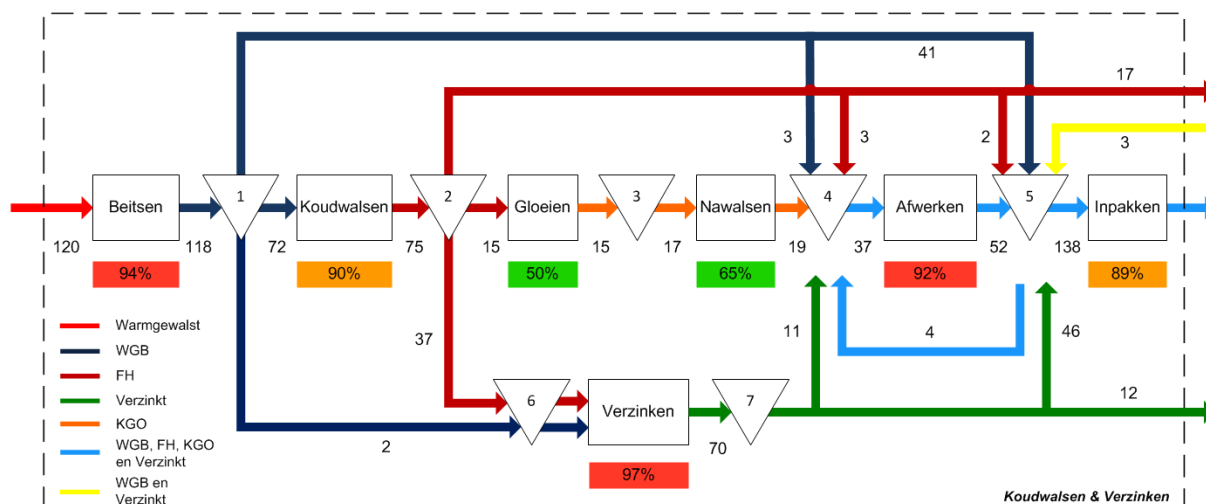 41
17
3
3
2
3
Beitsen
1
Koudwalsen
2
Gloeien
3
Nawalsen
4
Afwerken
5
Inpakken
120
118
72
75
15
15
17
19
37
52
138
94%
90%
50%
65%
92%
89%
Warmgewalst
WGB
FH
Verzinkt
KGO
WGB, FH, KGO
en Verzinkt
WGB en
Verzinkt
37
11
4
46
6
Verzinken
7
12
2
70
97%
Koudwalsen & Verzinken